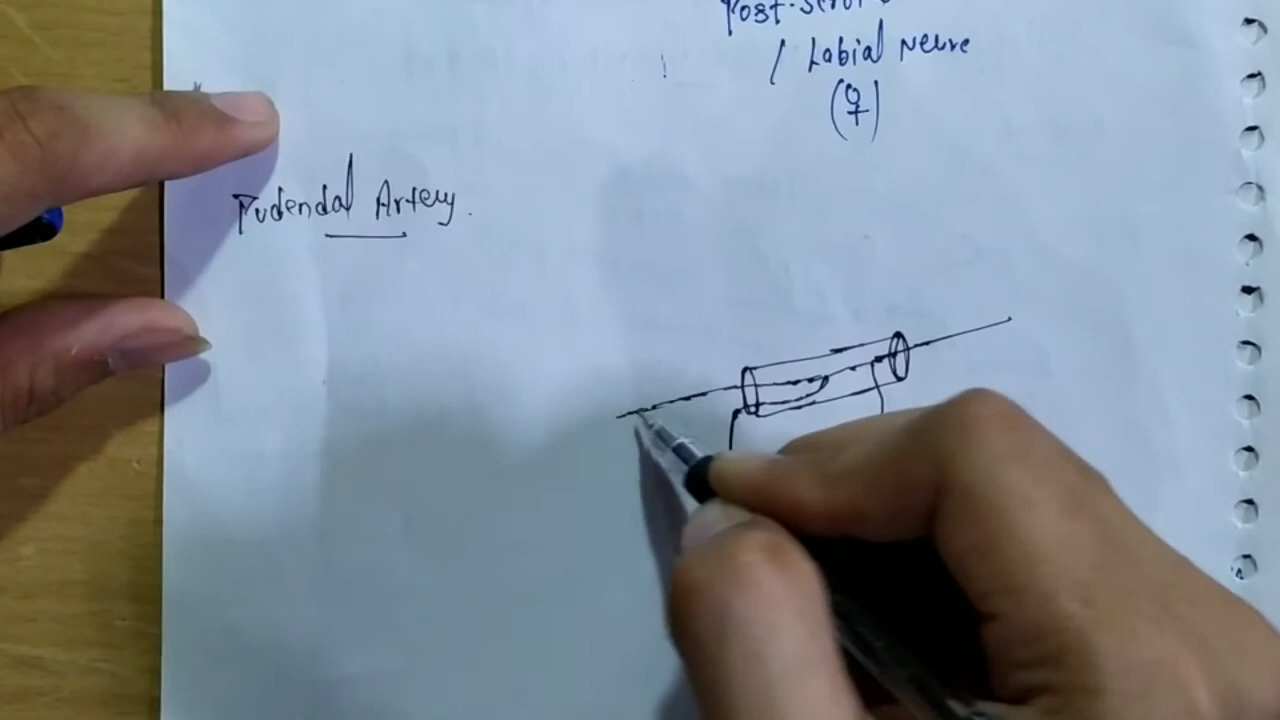 / Labial Nerve
(♀)
Pudendal Artery.